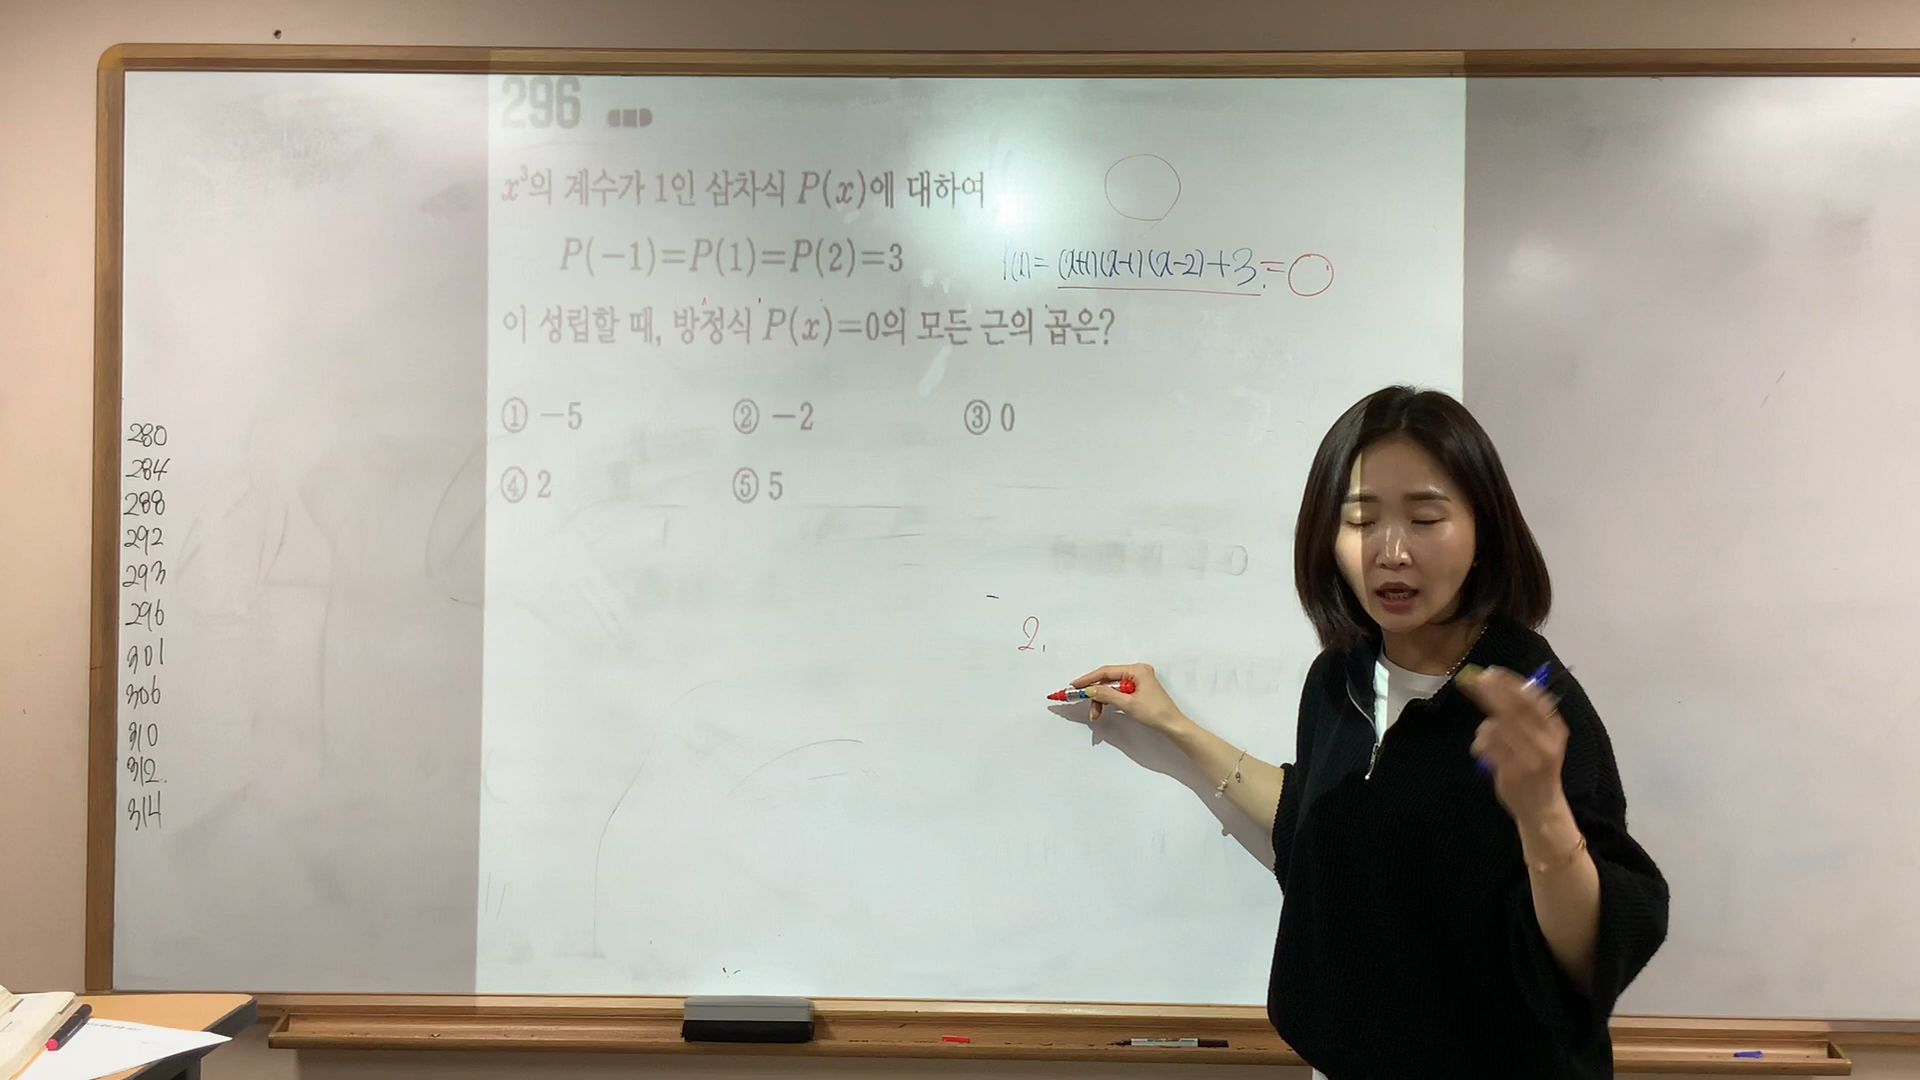 296
x³의 계수가 1인 삼차식 P(x)에 대하여
P(-1)=P(1)=P(2)=3
P(x)=(x+1)(x-1)(x-2)+3=0
이 성립할 때, 방정식 P(x)=0의 모든 근의 곱은?
① -5 ② -2 ③ 0
④ 2 ⑤ 5
2.
280
284
288
292
293
296
301
306
310
312.
314